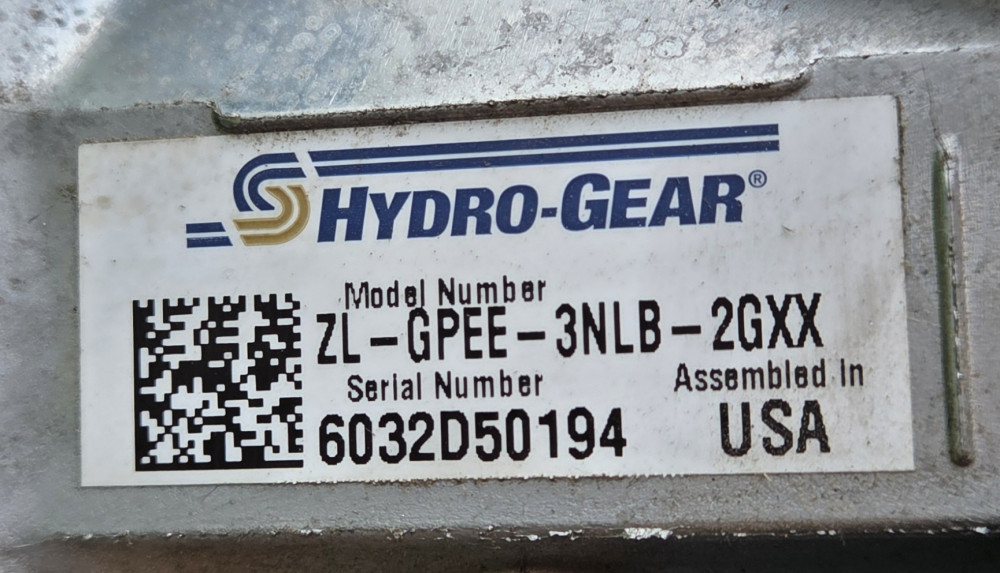 HYDRO-GEAR®
Model Number
ZL-GPEE-3NLB-2GXX
Serial Number
6032D50194
Assembled In
USA